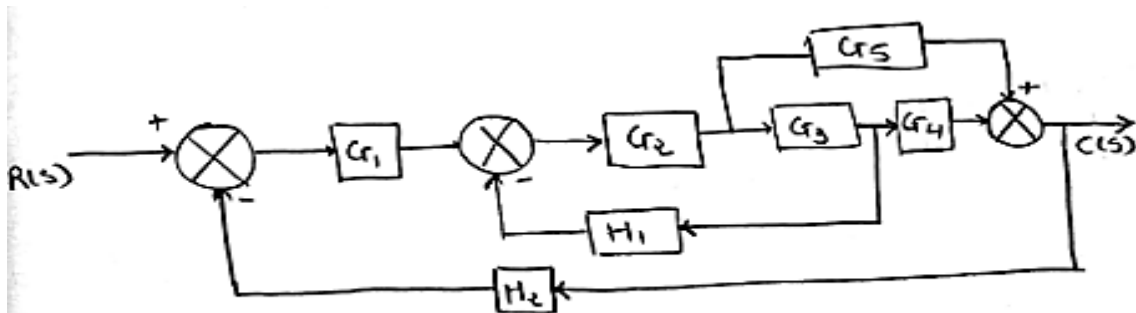 G5
+
+
G1
G2
G3
G4
R(S)
C(S)
-
-
H1
H2